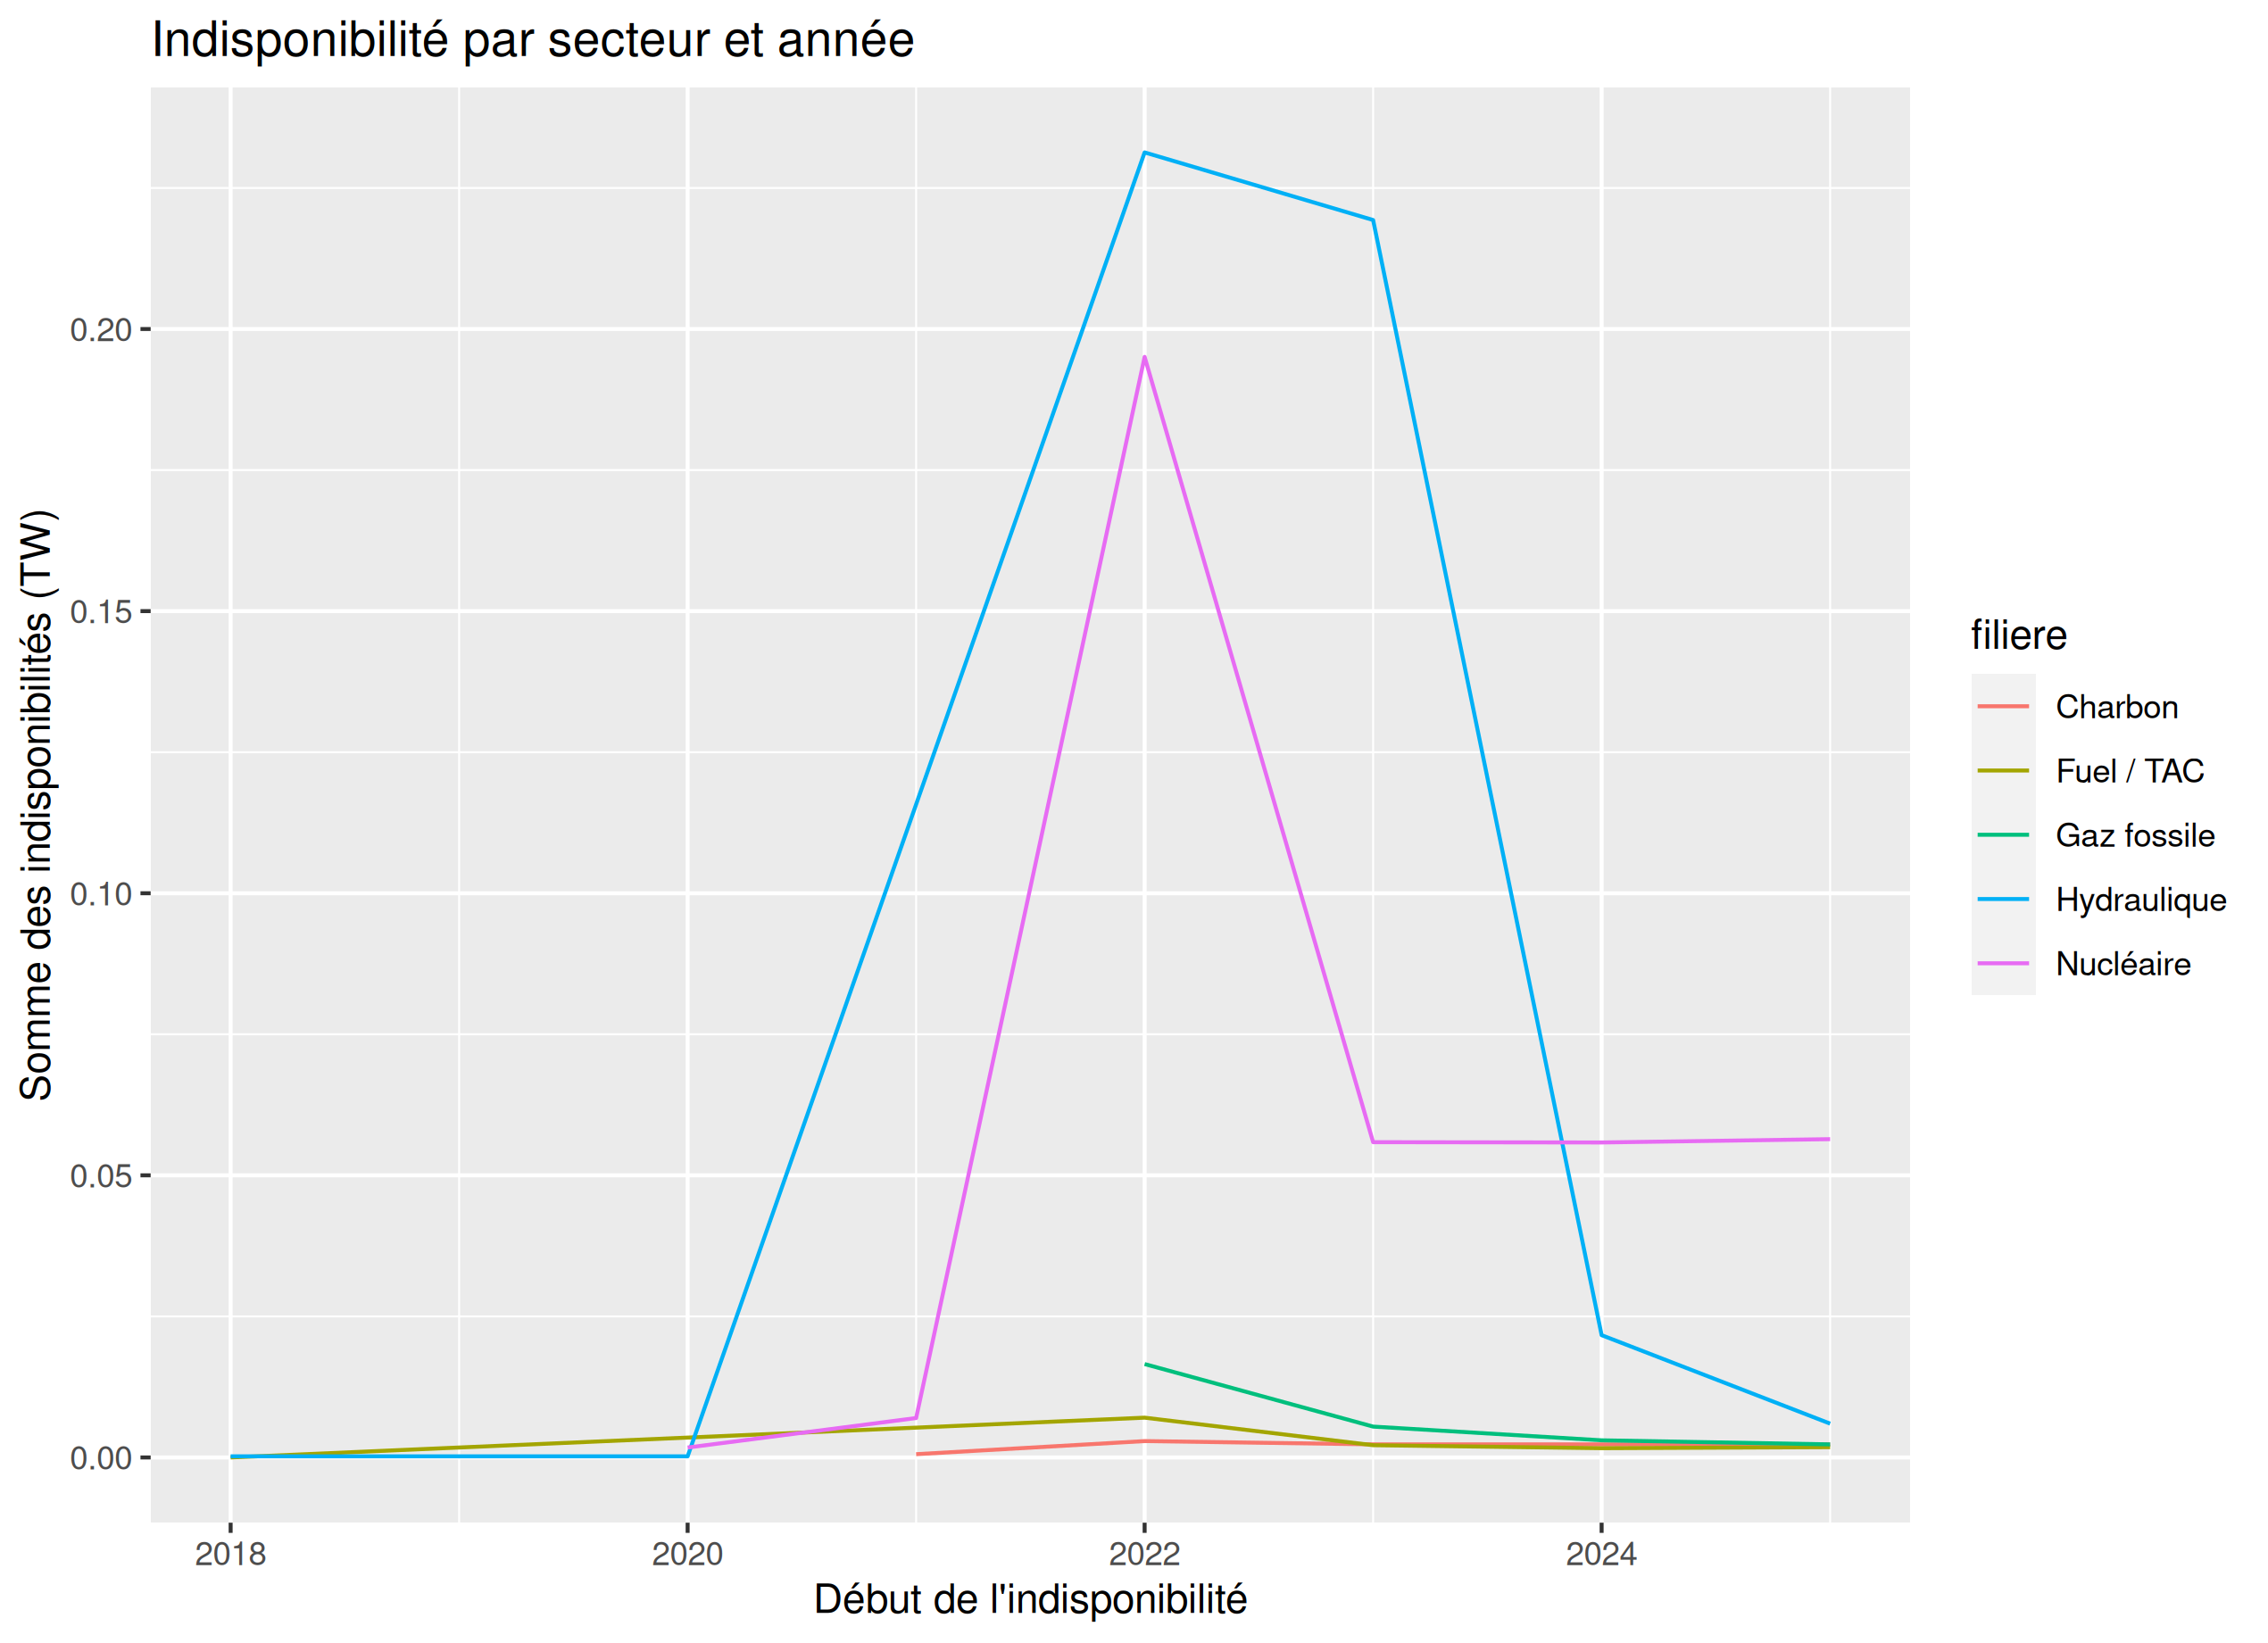 Indisponibilité par secteur et année
Somme des indisponibilités (TW)
0.20
0.15
0.10
0.05
0.00
2018
2020
2022
2024
Début de l'indisponibilité
filiere
Charbon
Fuel / TAC
Gaz fossile
Hydraulique
Nucléaire